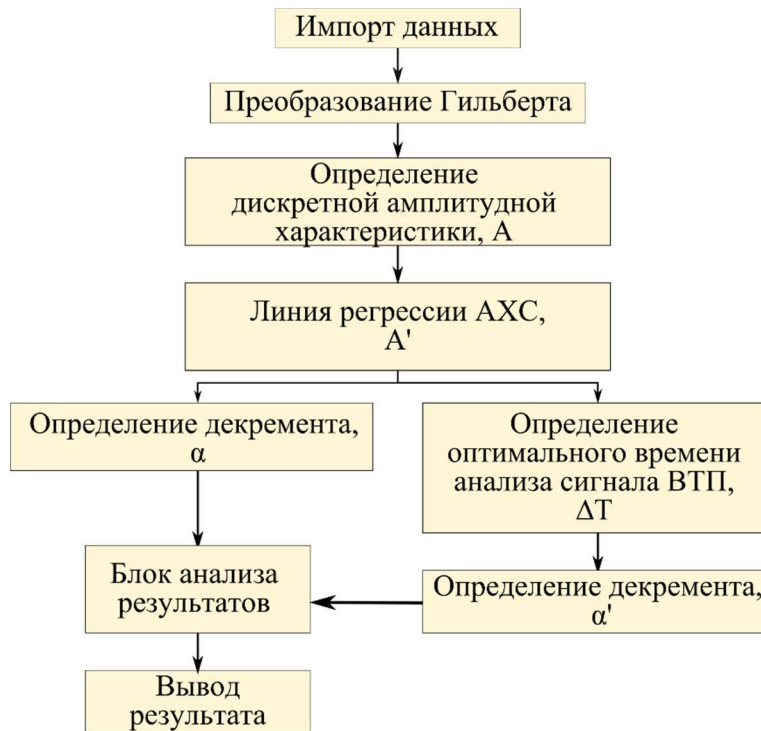 Импорт данных
Преобразование Гильберта
Определение
дискретной амплитудной
характеристики, А
Линия регрессии АХС,
А'
Определение декремента,
α
Определение
оптимального времени
анализа сигнала ВТП,
ΔТ
Определение декремента,
α'
Блок анализа
результатов
Вывод
результата